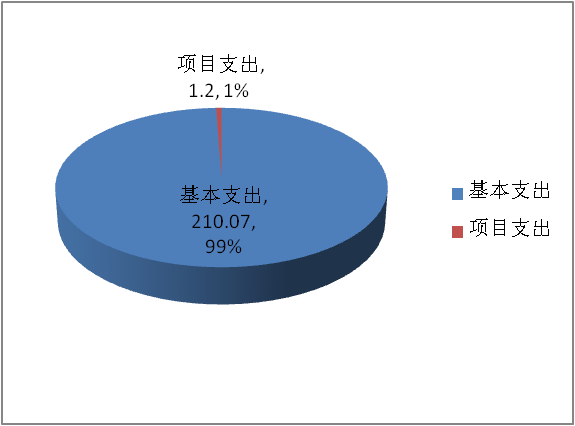 项目支出,
1.2, 1%
基本支出,
210.07,
99%
基本支出
项目支出